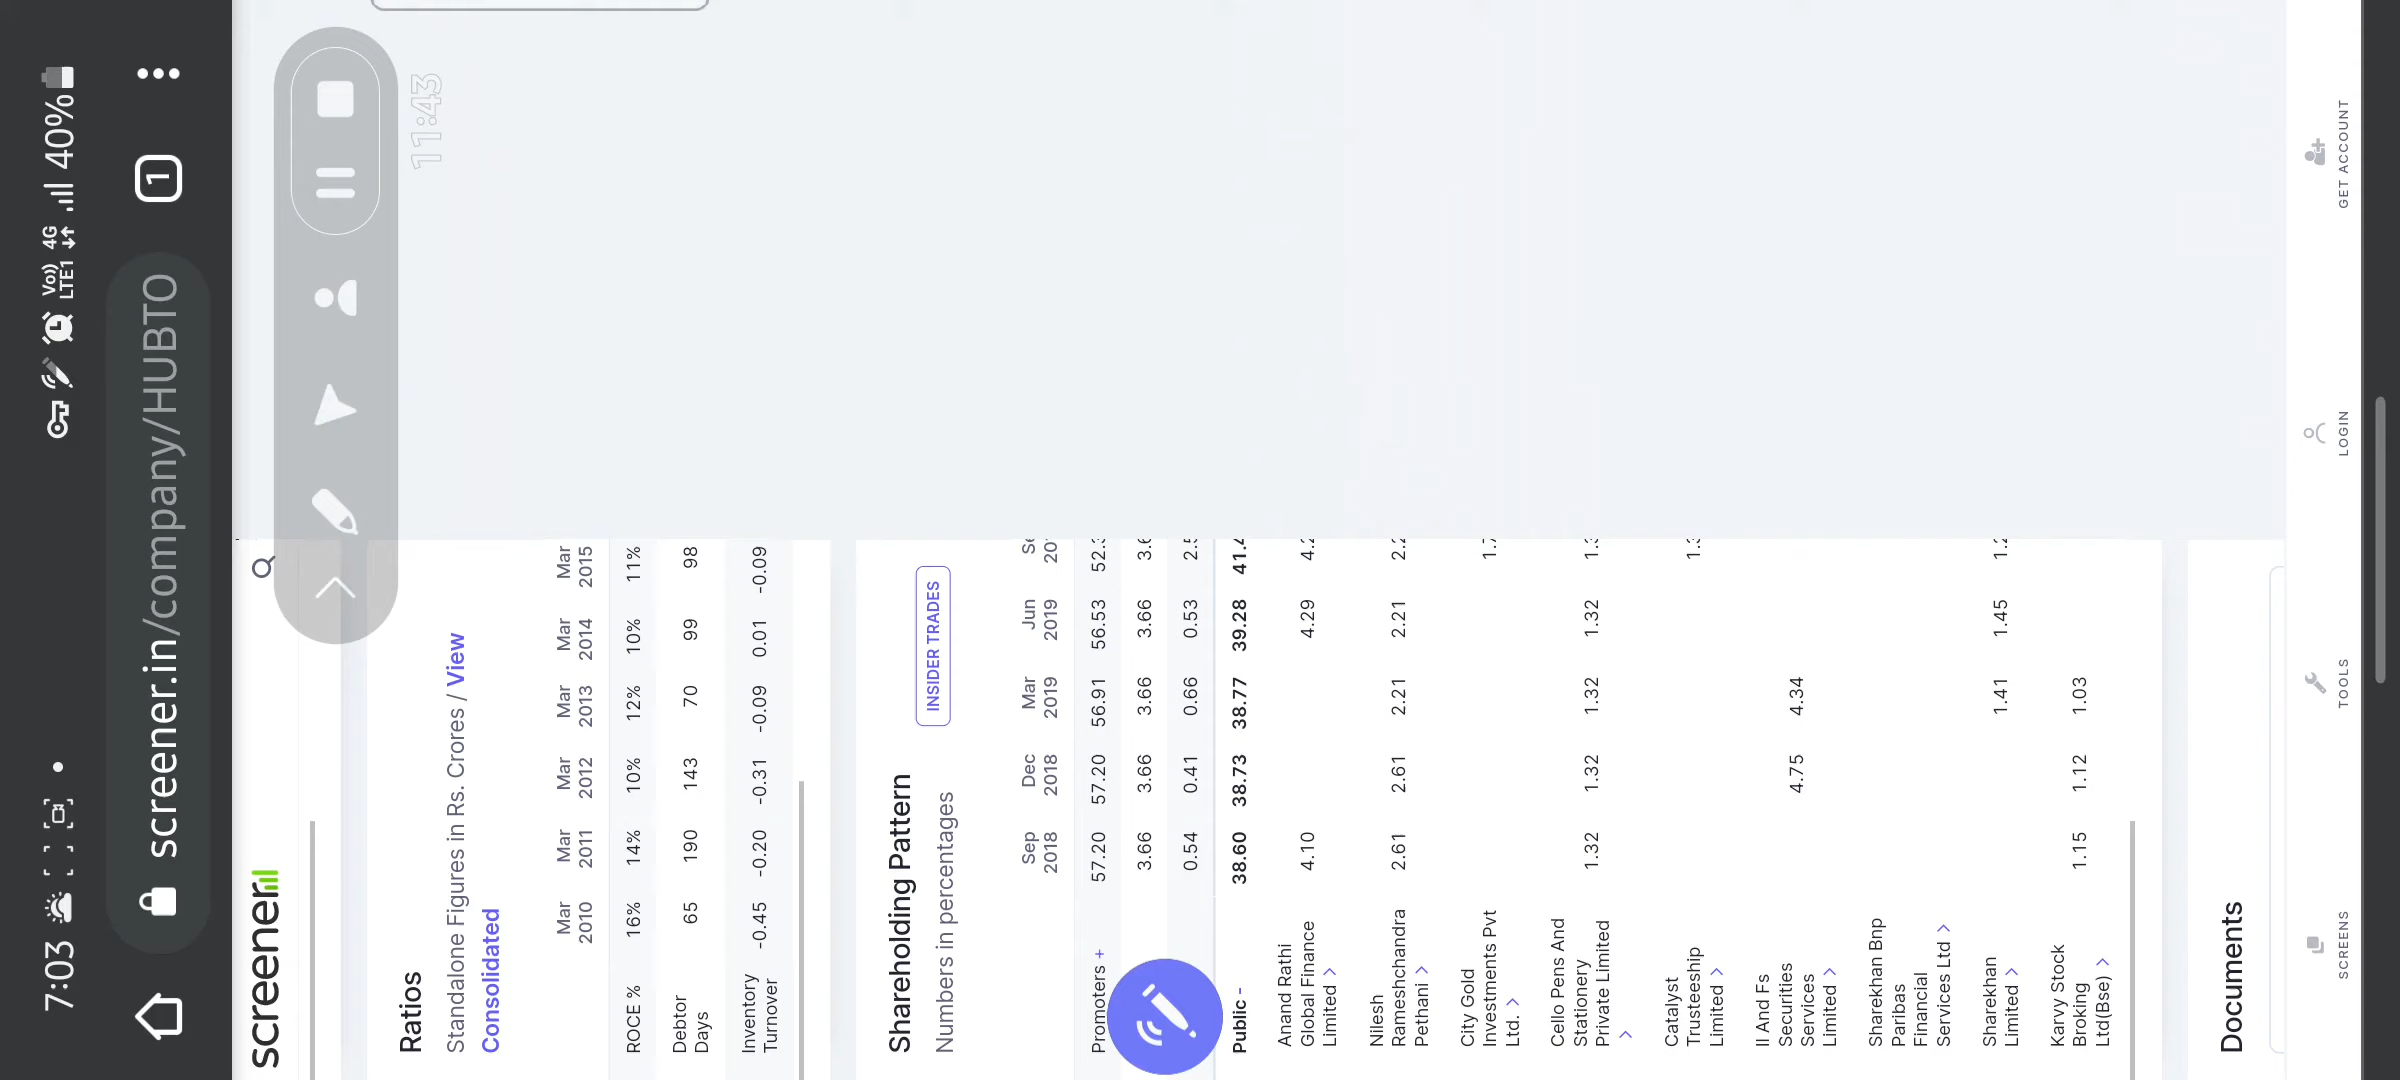 7:03
Vo)) 4G
LTE1
40%
screener.in/company/HUBTO
1
screener
11:43
Ratios
Standalone Figures in Rs. Crores / View
Consolidated
Mar 2010 Mar 2011 Mar 2012 Mar 2013 Mar 2014 Mar 2015
ROCE % 16% 14% 10% 12% 10% 11%
Debtor Days 65 190 143 70 99 98
Inventory Turnover -0.45 -0.20 -0.31 -0.09 0.01 -0.09
Shareholding Pattern
INSIDER TRADES
Numbers in percentages
Sep 2018 Dec 2018 Mar 2019 Jun 2019
Promoters + 57.20 57.20 56.91 56.53
3.66 3.66 3.66 3.66
0.54 0.41 0.66 0.53
Public - 38.60 38.73 38.77 39.28
Anand Rathi
Global Finance
Limited > 4.10 4.29
Nilesh
Rameshchandra
Pethani > 2.61 2.61 2.21 2.21
City Gold
Investments Pvt
Ltd. >
Cello Pens And
Stationery
Private Limited
> 1.32 1.32 1.32 1.32
Catalyst
Trusteeship
Limited >
Il And Fs
Securities
Services
Limited > 4.75 4.34
Sharekhan Bnp
Paribas
Financial
Services Ltd >
Sharekhan
Limited > 1.41 1.45
Karvy Stock
Broking
Ltd(Bse) > 1.15 1.12 1.03
Documents
SCREENS
TOOLS
LOGIN
GET ACCOUNT